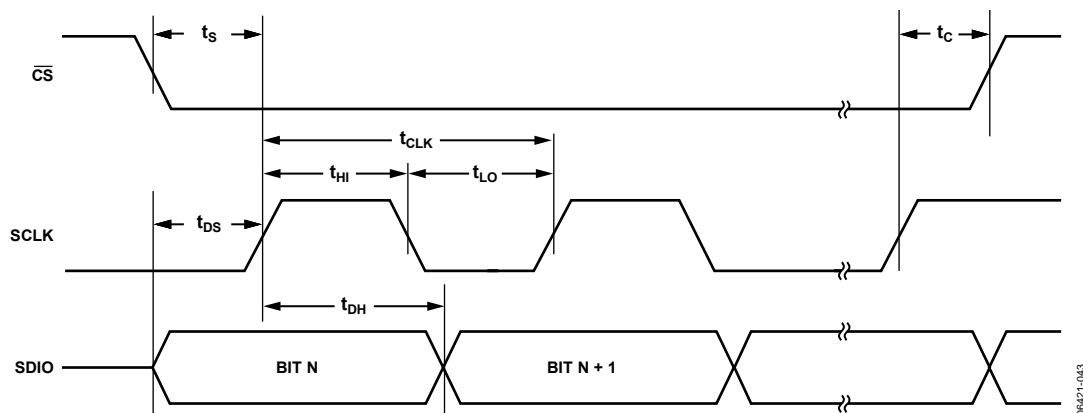 tS
tC
CS
tCLK
tHI
tLO
tDS
SCLK
tDH
SDIO
BIT N
BIT N + 1
06421-043